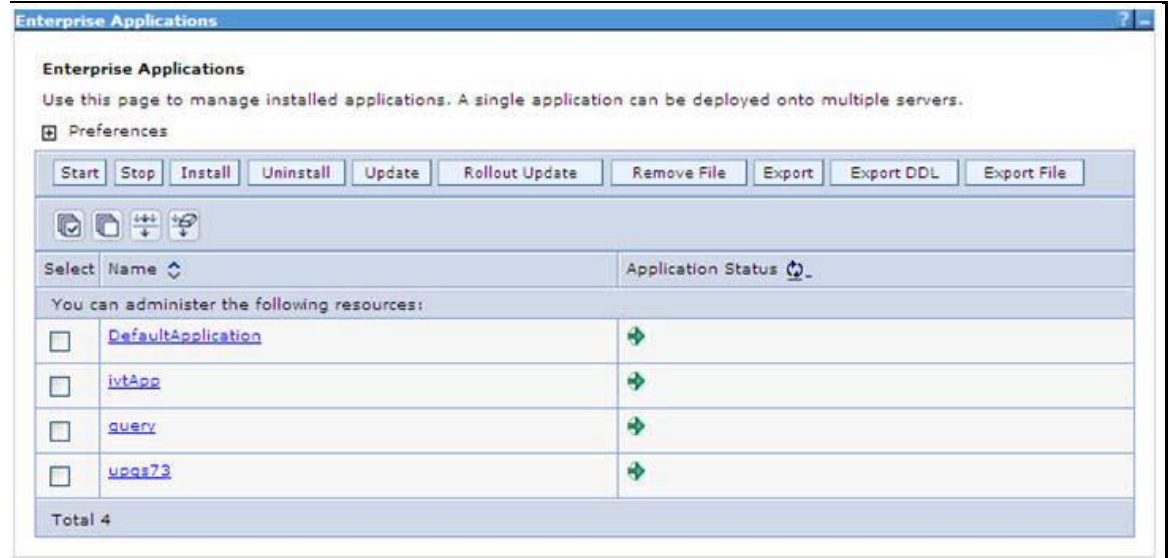 Enterprise Applications ? -
Enterprise Applications
Use this page to manage installed applications. A single application can be deployed onto multiple servers.
+ Preferences
Start Stop Install Uninstall Update Rollout Update Remove File Export Export DDL Export File
Select Name Application Status
You can administer the following resources:
DefaultApplication
ivtApp
query
upqs73
Total 4